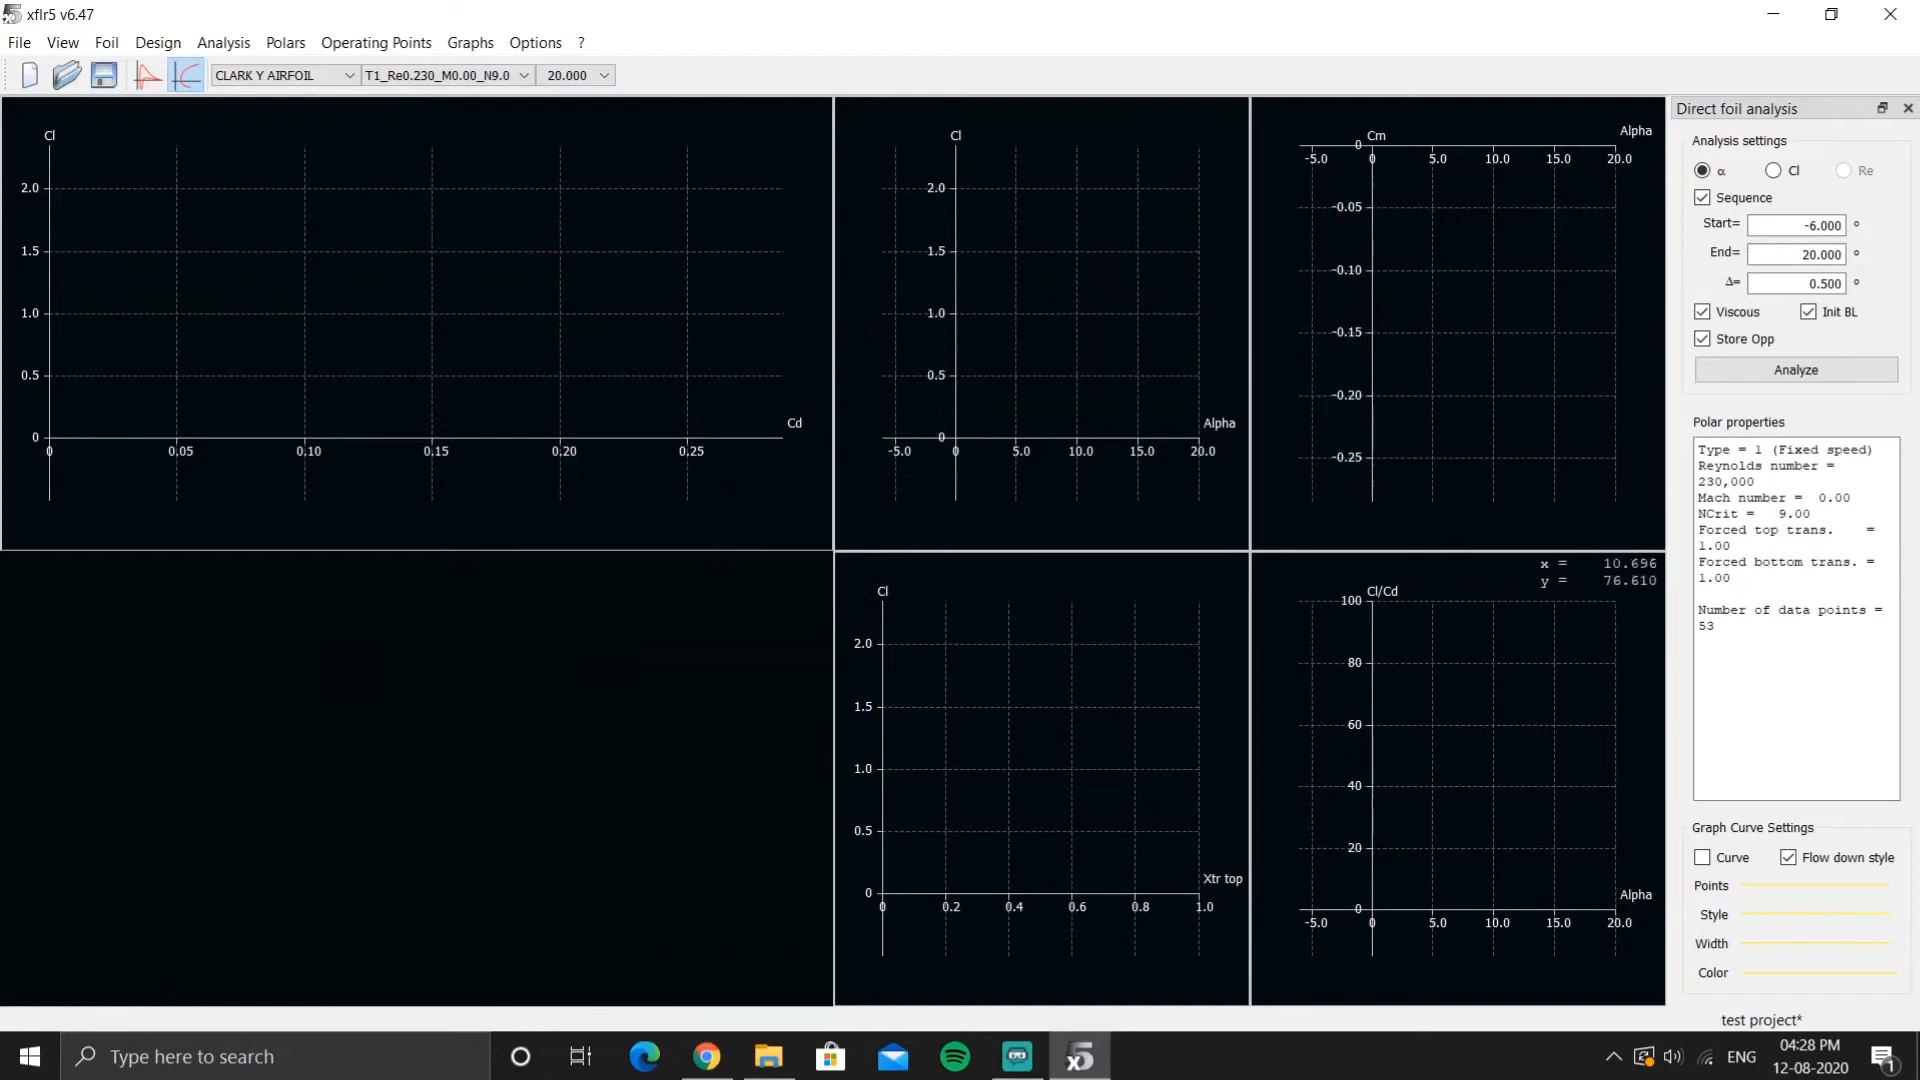 xflr5 v6.47
File View Foil Design Analysis Polars Operating Points Graphs Options ?
CLARK Y AIRFOIL T1_Re0.230_M0.00_N9.0 20.000
Cl
2.0
1.5
1.0
0.5
0
Cd
0 0.05 0.10 0.15 0.20 0.25
Cl
2.0
1.5
1.0
0.5
0
Alpha
-5.0 0 5.0 10.0 15.0 20.0
Cm Alpha
0
-5.0 0 5.0 10.0 15.0 20.0
-0.05
-0.10
-0.15
-0.20
-0.25
Cl
2.0
1.5
1.0
0.5
0
Xtr top
0 0.2 0.4 0.6 0.8 1.0
x = 10.696
y = 76.610
Cl/Cd
100
80
60
40
20
0
Alpha
-5.0 0 5.0 10.0 15.0 20.0
Direct foil analysis
Analysis settings
α Cl Re
Sequence
Start= -6.000 °
End= 20.000 °
Δ= 0.500 °
Viscous Init BL
Store Opp
Analyze
Polar properties
Type = 1 (Fixed speed)
Reynolds number =
230,000
Mach number = 0.00
NCrit = 9.00
Forced top trans. =
1.00
Forced bottom trans. =
1.00
Number of data points =
53
Graph Curve Settings
Curve Flow down style
Points
Style
Width
Color
test project*
Type here to search
ENG
04:28 PM
12-08-2020
1